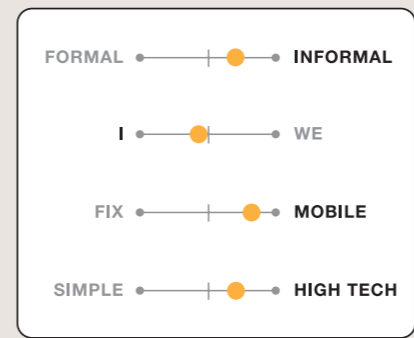 FORMAL INFORMAL
I WE
FIX MOBILE
SIMPLE HIGH TECH